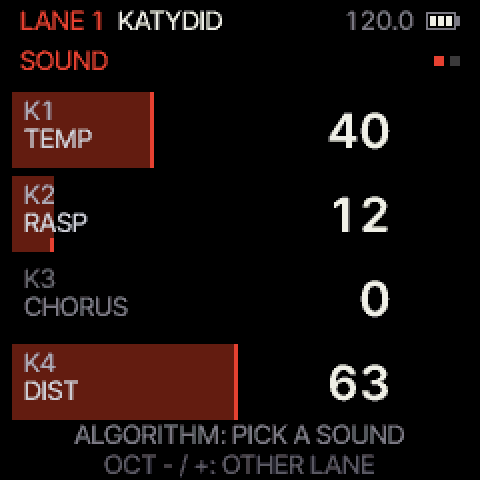 LANE 1 KATYDID 120.0
SOUND
K1
TEMP 40
K2
RASP 12
K3
CHORUS 0
K4
DIST 63
ALGORITHM: PICK A SOUND
OCT - / +: OTHER LANE